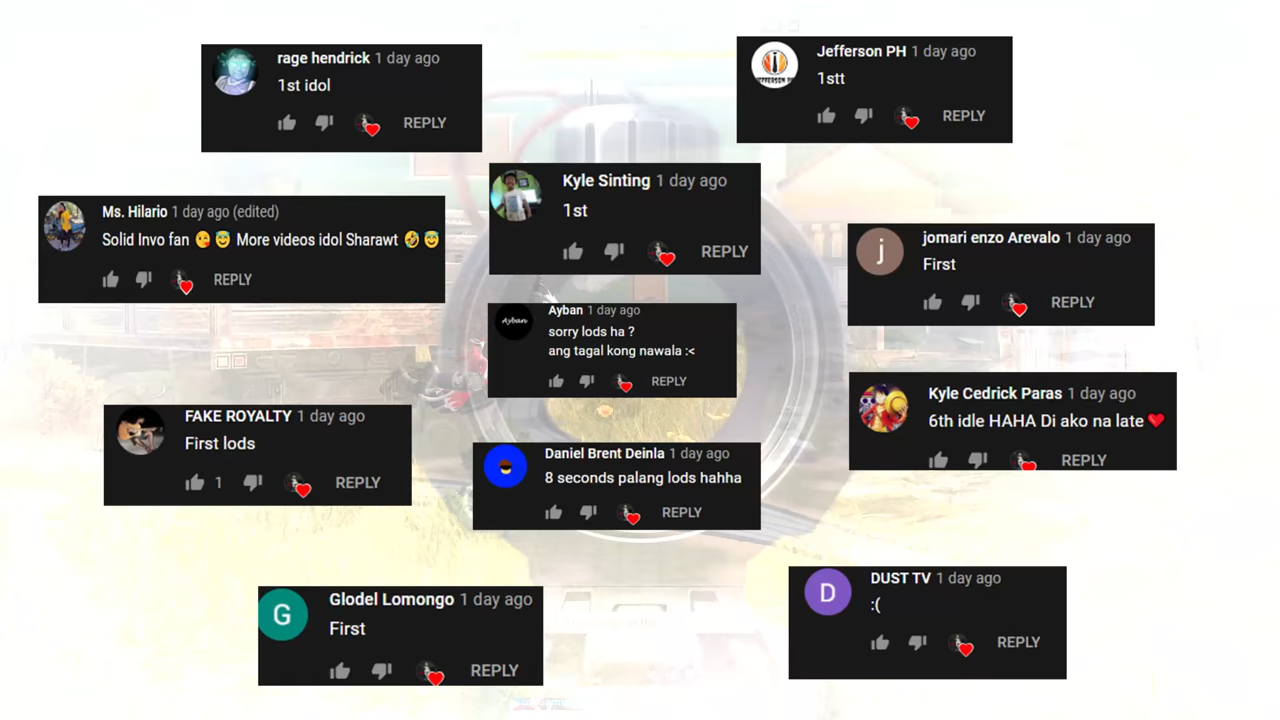 rage hendrick 1 day ago
1st idol
REPLY
Jefferson PH 1 day ago
1stt
REPLY
JEFFERSON PH
Kyle Sinting 1 day ago
1st
REPLY
Ms. Hilario 1 day ago (edited)
Solid Invo fan 😘😇 More videos idol Sharawt 🤣😇
REPLY
j
jomari enzo Arevalo 1 day ago
First
REPLY
Ayban
Ayban 1 day ago
sorry lods ha ?
ang tagal kong nawala :<
REPLY
Kyle Cedrick Paras 1 day ago
6th idle HAHA Di ako na late ❤️
REPLY
FAKE ROYALTY 1 day ago
First lods
1 REPLY
Daniel Brent Deinla 1 day ago
8 seconds palang lods hahha
REPLY
D
DUST TV 1 day ago
:(
REPLY
G
Glodel Lomongo 1 day ago
First
REPLY